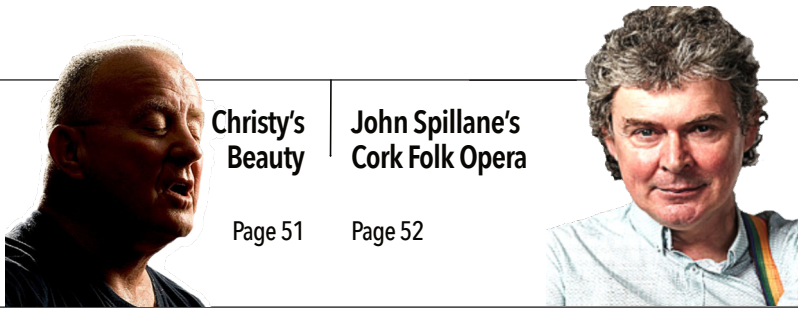 Christy’s
Beauty
Page 51
John Spillane’s
Cork Folk Opera
Page 52